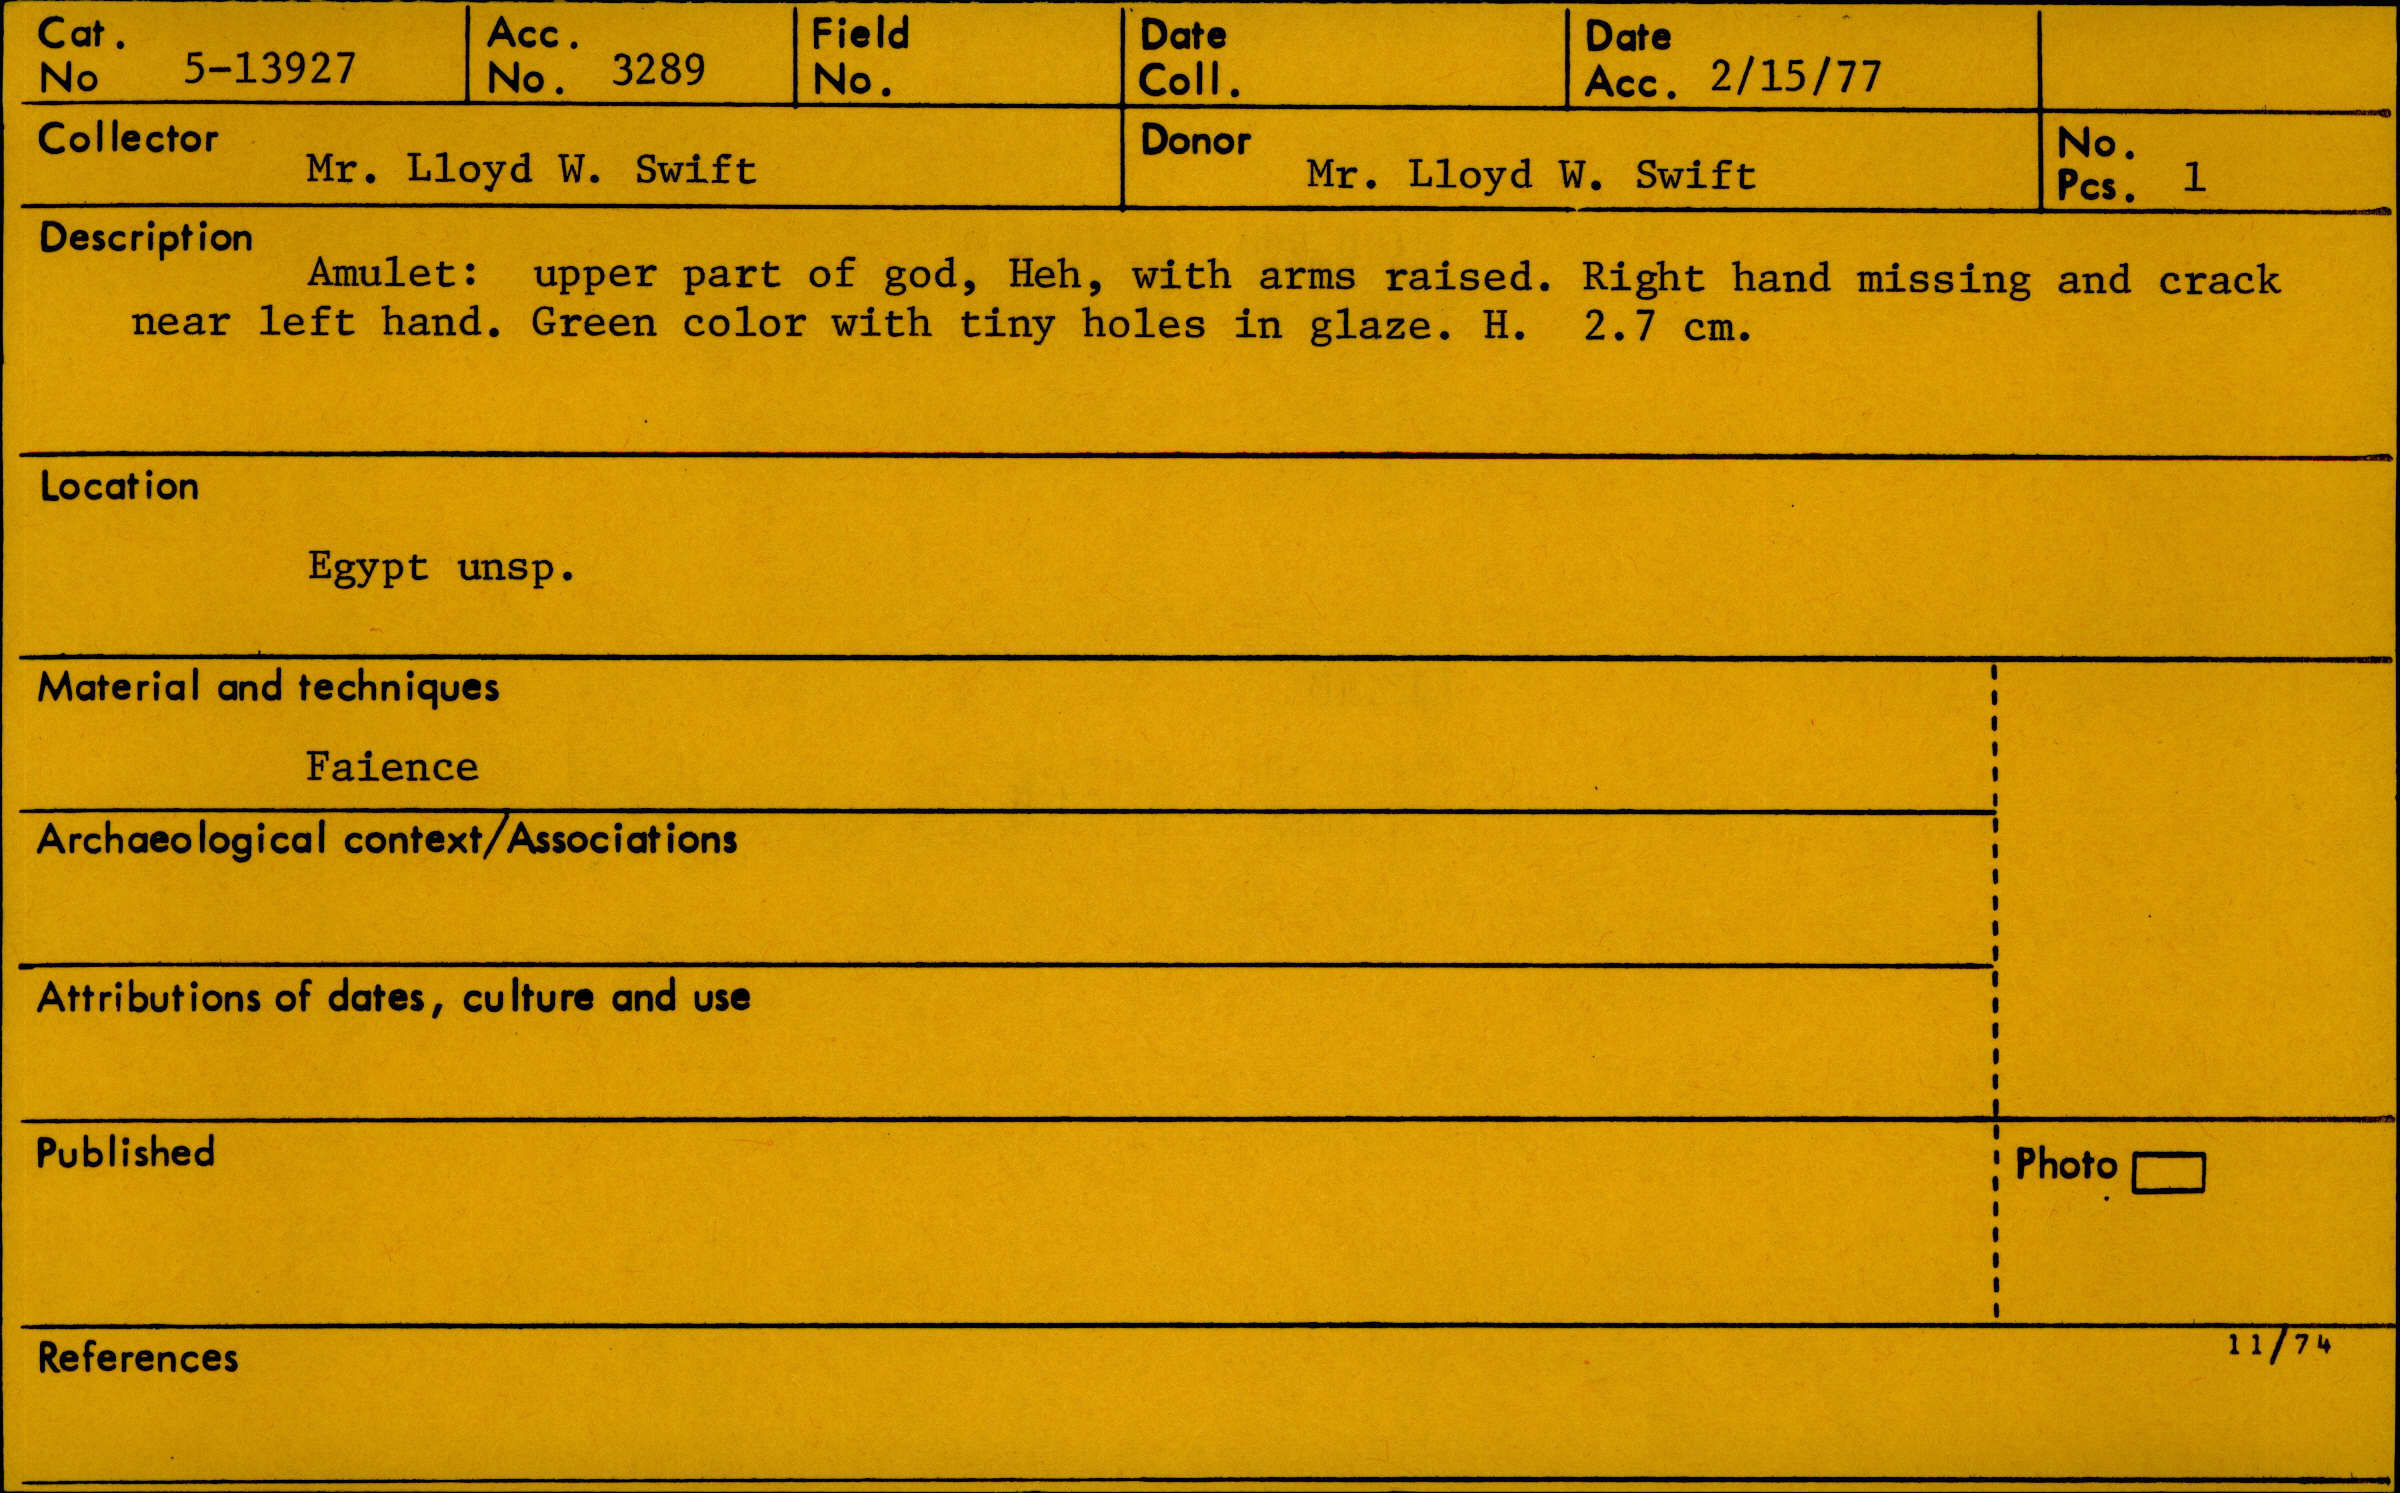 Cat. No 5-13927
Acc. No. 3289
Field No.
Date Coll.
Date Acc. 2/15/77
Collector
Mr. Lloyd W. Swift
Donor
Mr. Lloyd W. Swift
No. Pcs. 1
Description
Amulet: upper part of god, Heh, with arms raised. Right hand missing and crack
near left hand. Green color with tiny holes in glaze. H. 2.7 cm.
Location
Egypt unsp.
Material and techniques
Faience
Archaeological context/Associations
Attributions of dates, culture and use
Published
Photo
References
11/74